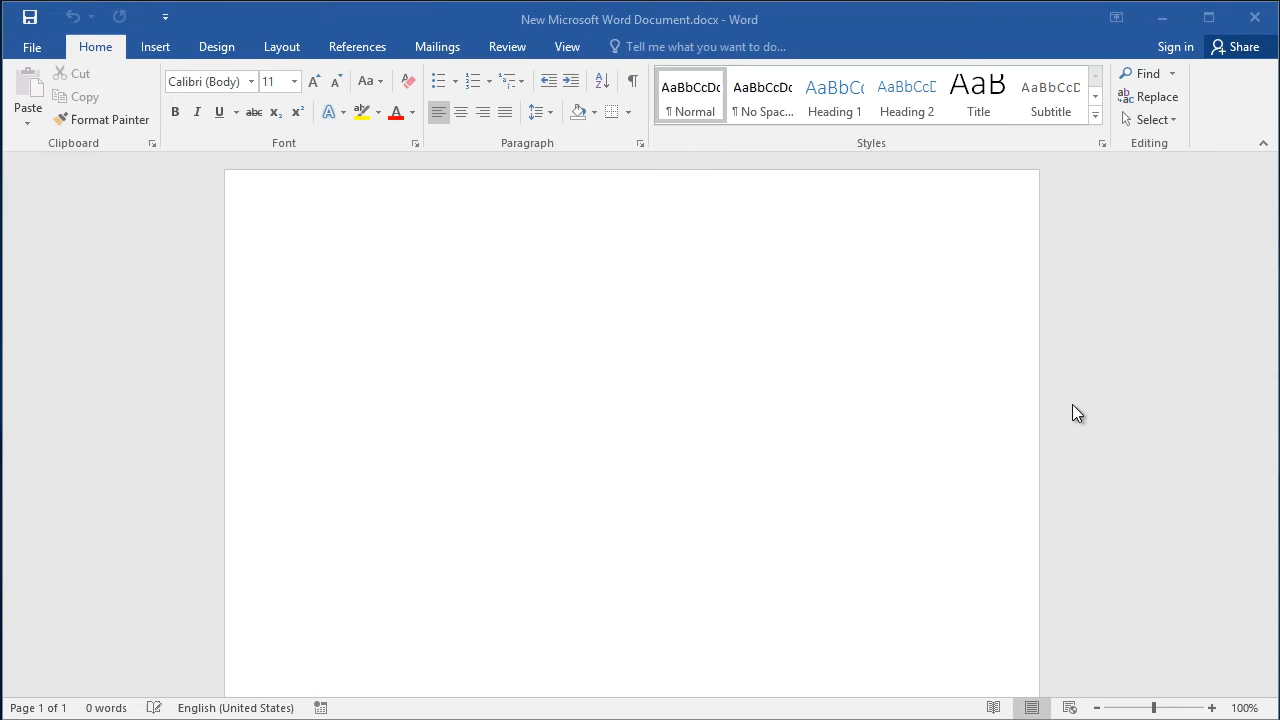 New Microsoft Word Document.docx - Word
File Home Insert Design Layout References Mailings Review View Tell me what you want to do... Sign in Share
Paste
Cut
Copy
Format Painter
Clipboard
Calibri (Body) 11 Aa
B I U abc x₂ x² A A
Font
Paragraph
AaBbCcDc AaBbCcDc AaBbCc AaBbCcD AaB AaBbCcD
¶ Normal ¶ No Spac... Heading 1 Heading 2 Title Subtitle
Styles
Find
Replace
Select
Editing
Page 1 of 1 0 words English (United States) 100%